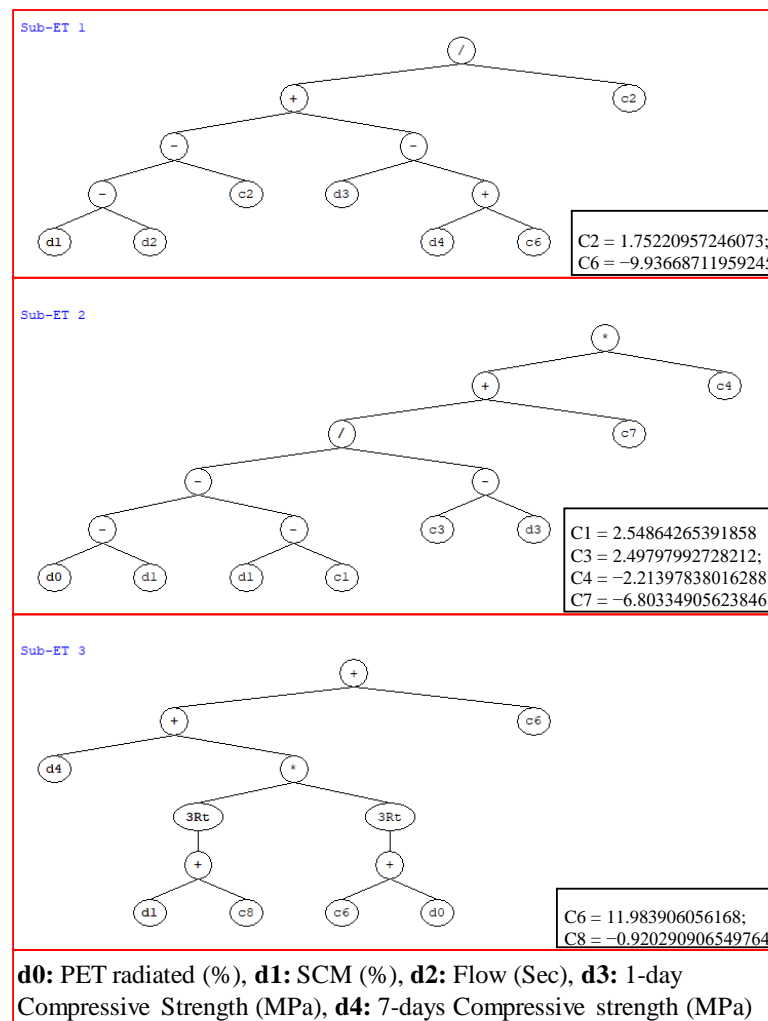 Sub-ET 1
/
+
c2
-
-
-
c2
d3
+
d1
d2
d4
c6
C2 = 1.75220957246073;
C6 = −9.93668711959245
Sub-ET 2
*
+
c4
/
c7
-
-
-
-
c3
d3
d0
d1
d1
c1
C1 = 2.54864265391858
C3 = 2.49797992728212;
C4 = −2.21397838016288
C7 = −6.80334905623846
Sub-ET 3
+
+
c6
d4
*
3Rt
3Rt
+
+
d1
c8
c6
d0
C6 = 11.983906056168;
C8 = −0.920290906549764
d0: PET radiated (%), d1: SCM (%), d2: Flow (Sec), d3: 1-day
Compressive Strength (MPa), d4: 7-days Compressive strength (MPa)